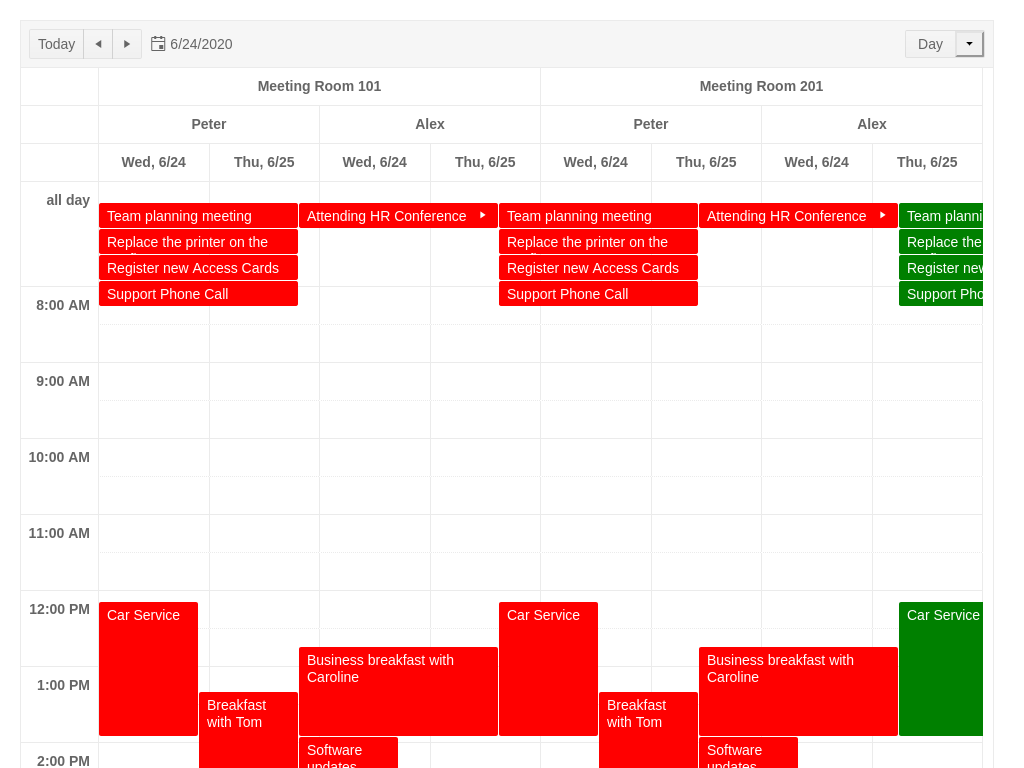 Today 6/24/2020 Day
Meeting Room 101 Meeting Room 201
Peter Alex Peter Alex
Wed, 6/24 Thu, 6/25 Wed, 6/24 Thu, 6/25 Wed, 6/24 Thu, 6/25 Wed, 6/24 Thu, 6/25
all day
Team planning meeting Attending HR Conference Team planning meeting Attending HR Conference Team planni
Replace the printer on the Replace the printer on the Replace the
Register new Access Cards Register new Access Cards Register new
Support Phone Call Support Phone Call Support Pho
8:00 AM
9:00 AM
10:00 AM
11:00 AM
12:00 PM
Car Service Car Service Car Service
Business breakfast with Business breakfast with
Caroline Caroline
1:00 PM
Breakfast Breakfast
with Tom with Tom
Software Software
2:00 PM
updates updates